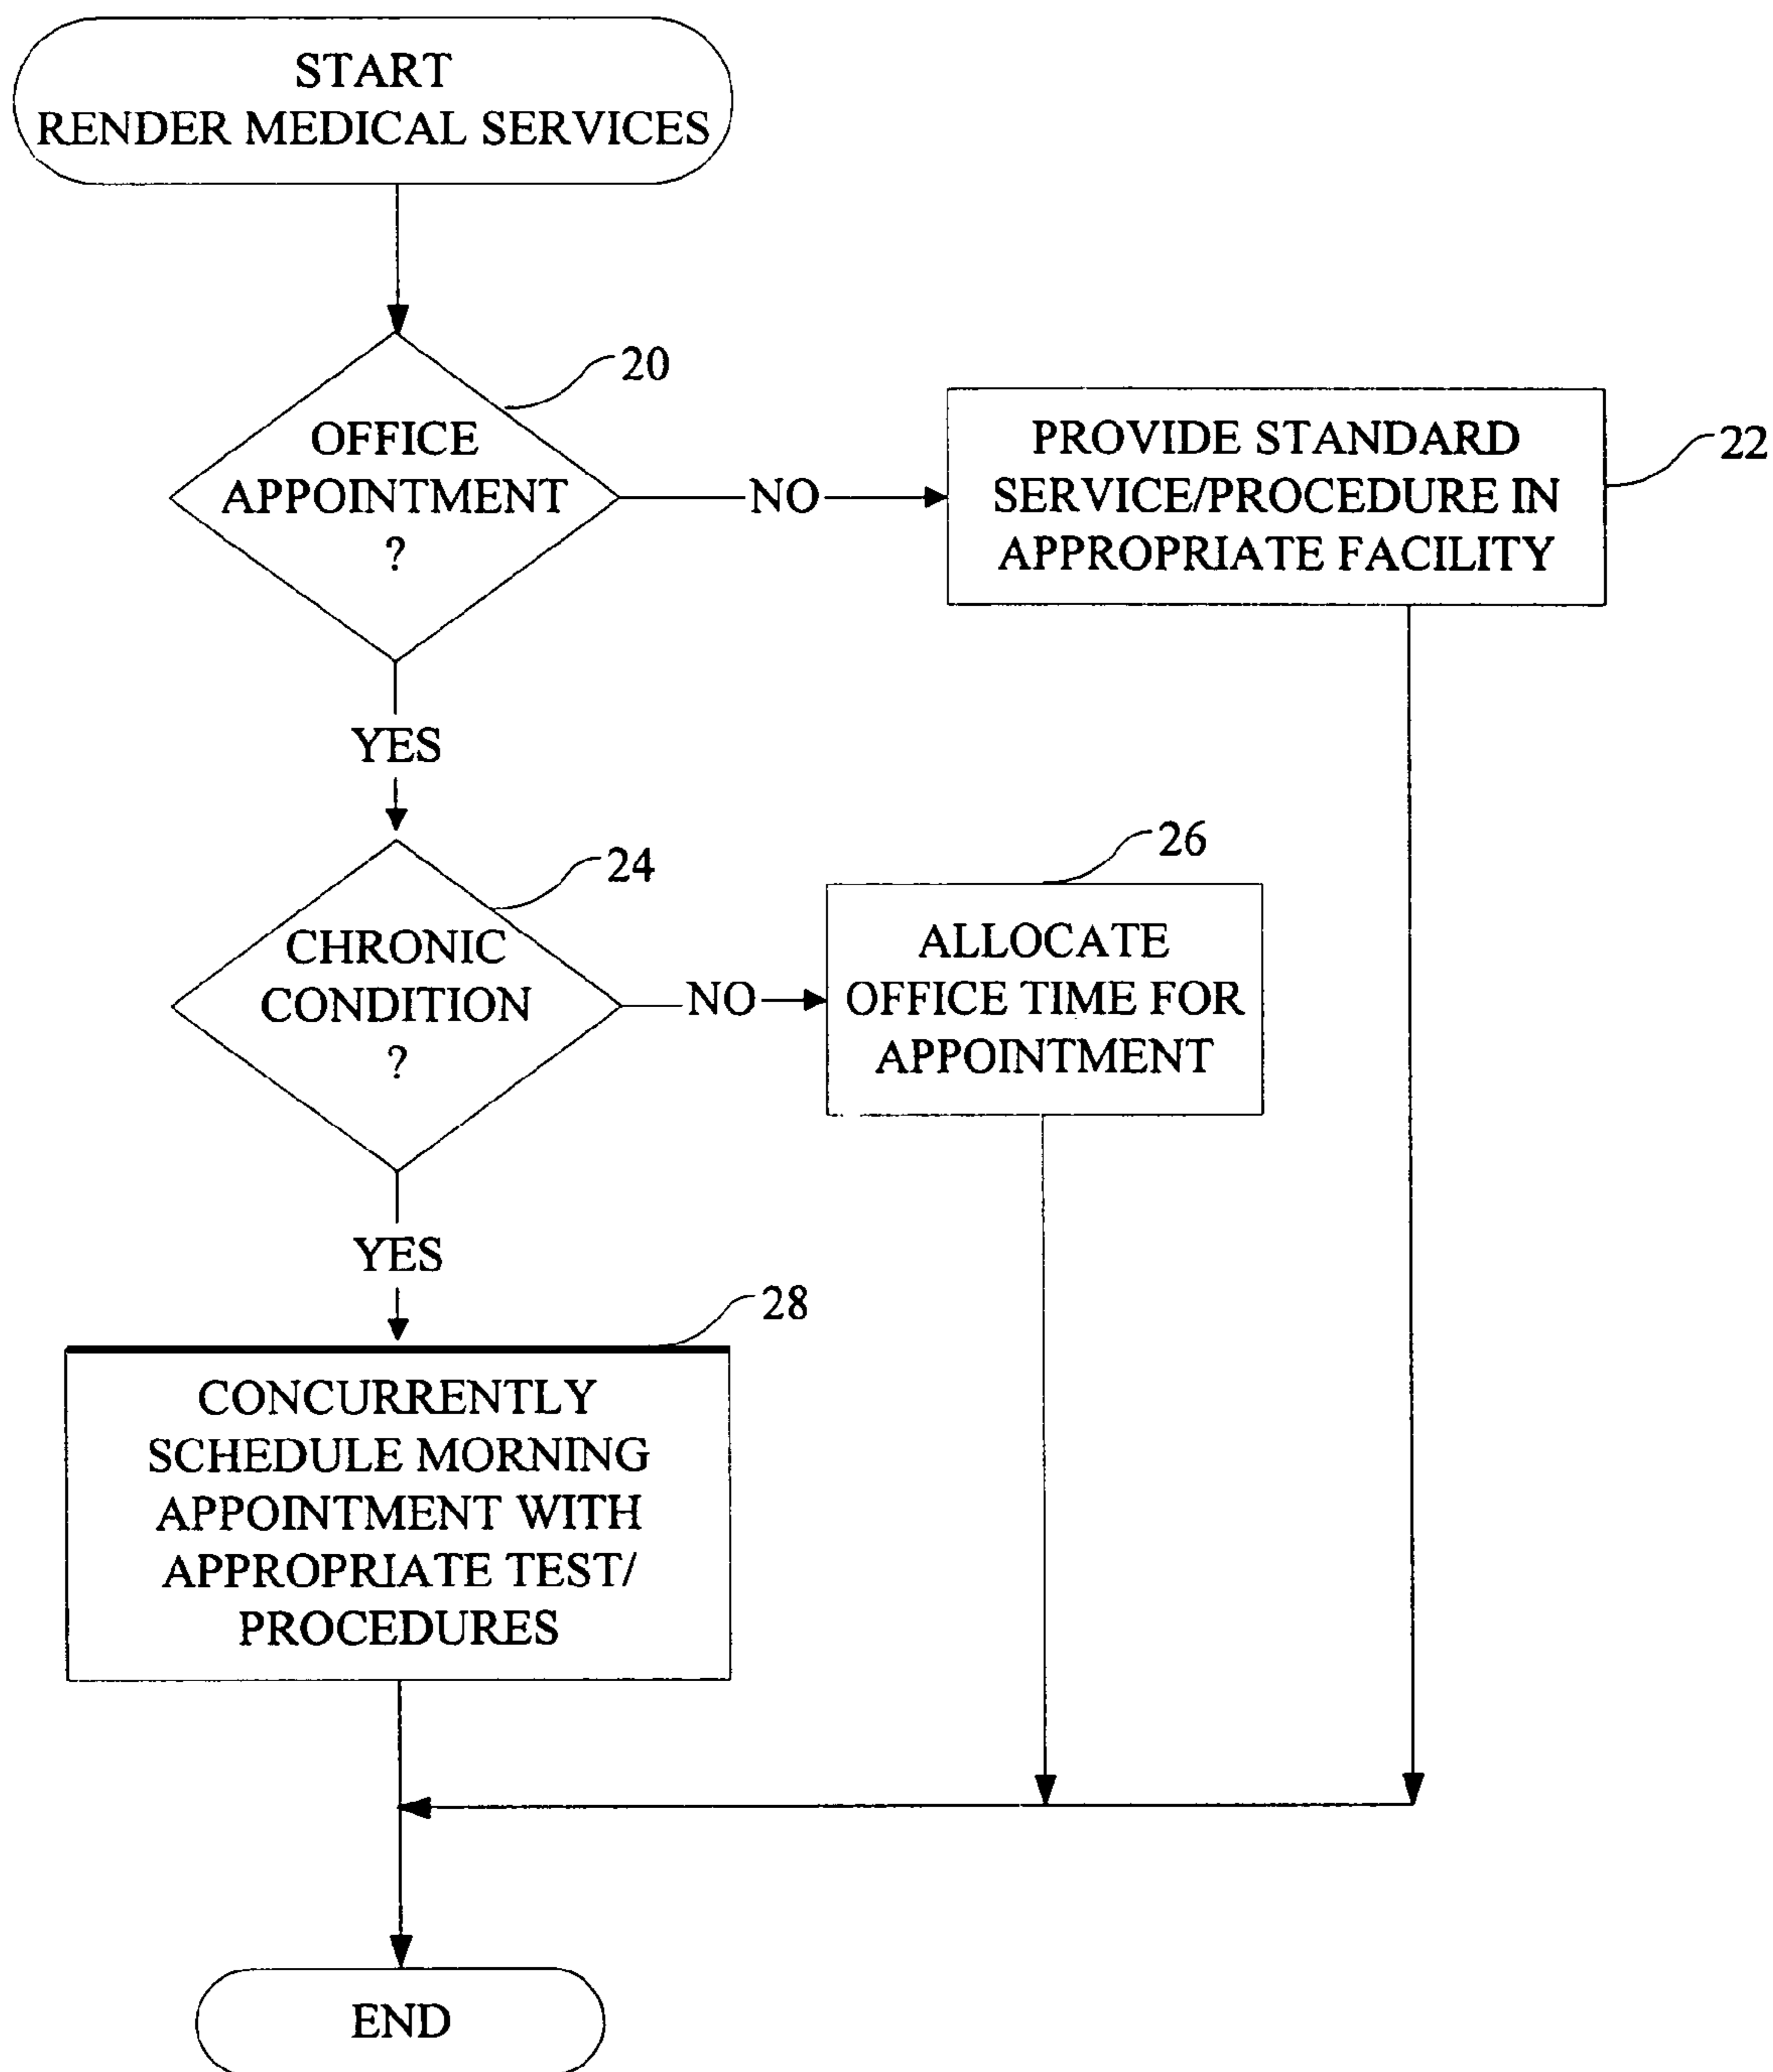 START
RENDER MEDICAL SERVICES
20
OFFICE
APPOINTMENT
?
NO
PROVIDE STANDARD
SERVICE/PROCEDURE IN
APPROPRIATE FACILITY
22
YES
24
CHRONIC
CONDITION
?
NO
26
ALLOCATE
OFFICE TIME FOR
APPOINTMENT
YES
28
CONCURRENTLY
SCHEDULE MORNING
APPOINTMENT WITH
APPROPRIATE TEST/
PROCEDURES
END